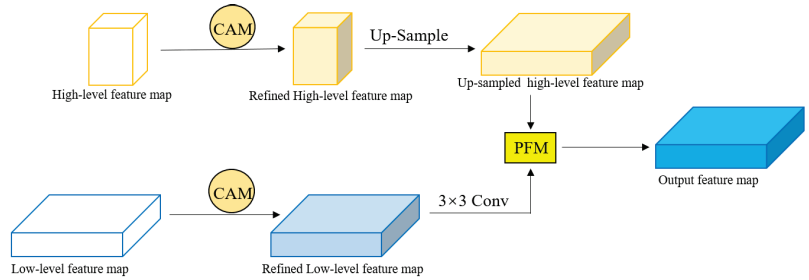 CAM
Up-Sample
High-level feature map
Refined High-level feature map
Up-sampled high-level feature map
PFM
Output feature map
CAM
3×3 Conv
Low-level feature map
Refined Low-level feature map